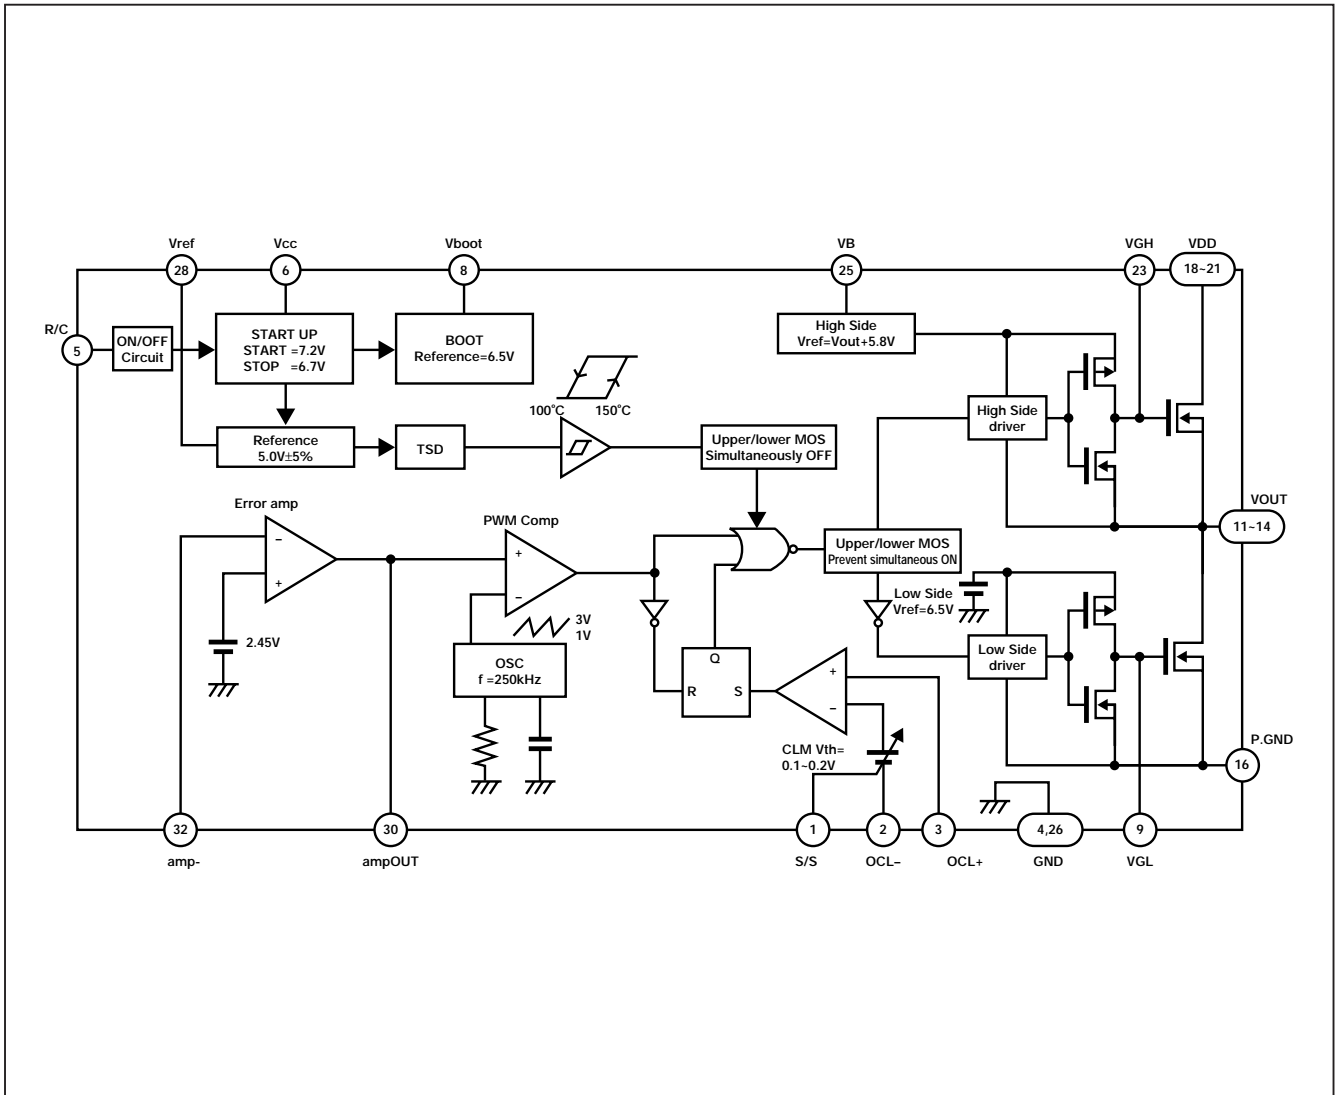 Vref
Vcc
Vboot
VB
VGH
VDD
28
6
8
25
23
18~21
R/C
5
ON/OFF
Circuit
START UP
START =7.2V
STOP =6.7V
BOOT
Reference=6.5V
High Side
Vref=Vout+5.8V
100°C
150°C
Reference
5.0V±5%
TSD
Upper/lower MOS
Simultaneously OFF
High Side
driver
Error amp
PWM Comp
VOUT
11~14
−
+
+
−
2.45V
3V
1V
OSC
f =250kHz
Upper/lower MOS
Prevent simultaneous ON
Low Side
Vref=6.5V
Low Side
driver
Q
R
S
+
−
CLM Vth=
0.1~0.2V
P.GND
16
32
30
1
2
3
4,26
9
amp-
ampOUT
S/S
OCL−
OCL+
GND
VGL